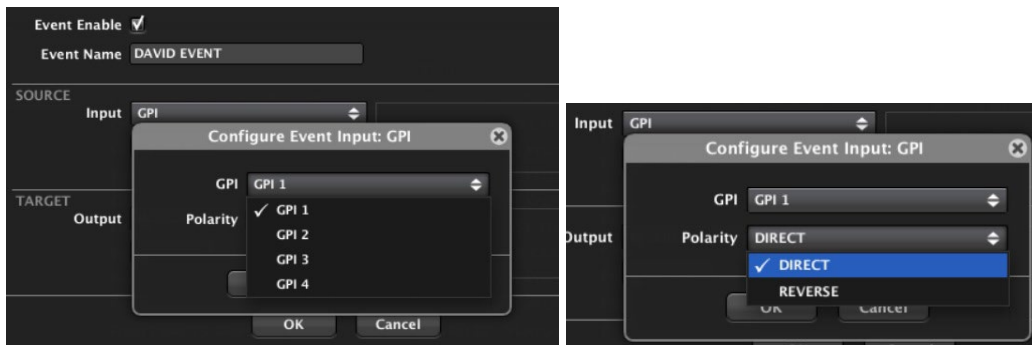 Event Enable
Event Name DAVID EVENT
SOURCE
Input GPI
Configure Event Input: GPI
GPI GPI 1
TARGET
Output Polarity GPI 1
GPI 2
GPI 3
GPI 4
OK Cancel
Input GPI
Configure Event Input: GPI
GPI GPI 1
Output Polarity DIRECT
DIRECT
REVERSE
OK Cancel